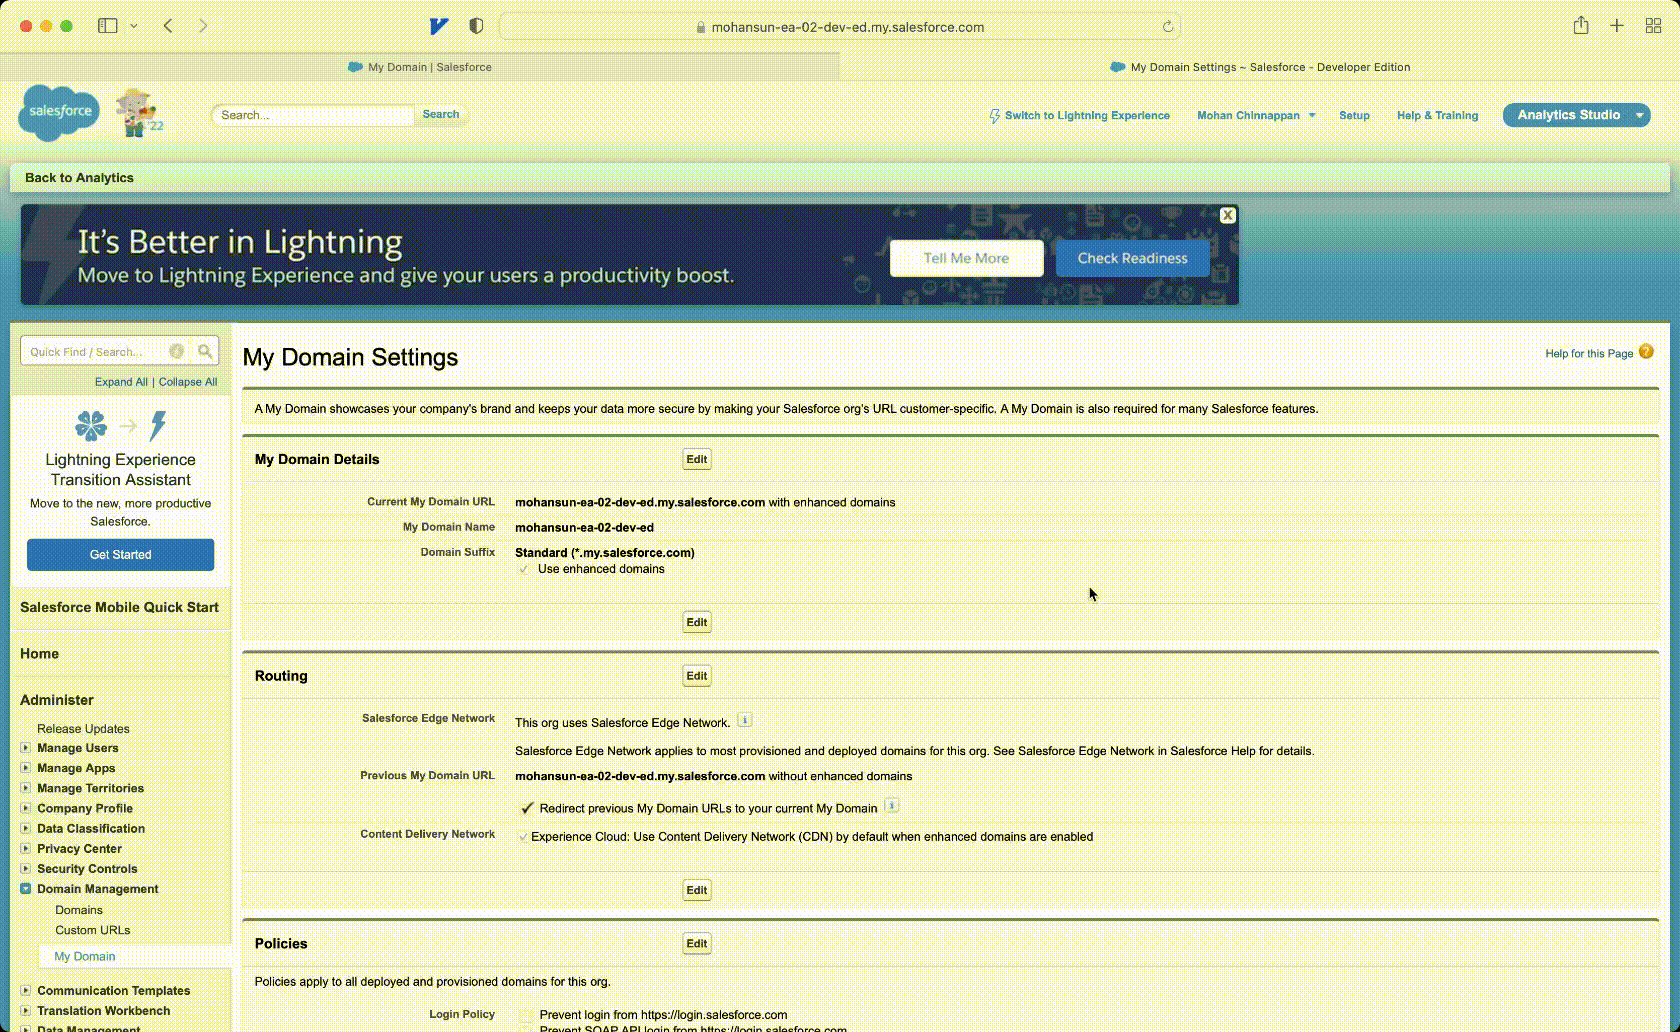 mohansun-ea-02-dev-ed.my.salesforce.com
My Domain | Salesforce
My Domain Settings ~ Salesforce - Developer Edition
salesforce
'22
Search...
Search
Switch to Lightning Experience
Mohan Chinnappan
Setup
Help & Training
Analytics Studio
Back to Analytics
It's Better in Lightning
Move to Lightning Experience and give your users a productivity boost.
Tell Me More
Check Readiness
X
Quick Find / Search...
Expand All | Collapse All
Lightning Experience
Transition Assistant
Move to the new, more productive
Salesforce.
Get Started
Salesforce Mobile Quick Start
Home
Administer
Release Updates
Manage Users
Manage Apps
Manage Territories
Company Profile
Data Classification
Privacy Center
Security Controls
Domain Management
Domains
Custom URLs
My Domain
Communication Templates
Translation Workbench
Data Management
My Domain Settings
Help for this Page ?
A My Domain showcases your company's brand and keeps your data more secure by making your Salesforce org's URL customer-specific. A My Domain is also required for many Salesforce features.
My Domain Details
Edit
Current My Domain URL
mohansun-ea-02-dev-ed.my.salesforce.com with enhanced domains
My Domain Name
mohansun-ea-02-dev-ed
Domain Suffix
Standard (*.my.salesforce.com)
Use enhanced domains
Edit
Routing
Edit
Salesforce Edge Network
This org uses Salesforce Edge Network. i
Salesforce Edge Network applies to most provisioned and deployed domains for this org. See Salesforce Edge Network in Salesforce Help for details.
Previous My Domain URL
mohansun-ea-02-dev-ed.my.salesforce.com without enhanced domains
Redirect previous My Domain URLs to your current My Domain i
Content Delivery Network
Experience Cloud: Use Content Delivery Network (CDN) by default when enhanced domains are enabled
Edit
Policies
Edit
Policies apply to all deployed and provisioned domains for this org.
Login Policy
Prevent login from https://login.salesforce.com
Prevent SOAP API login from https://login.salesforce.com